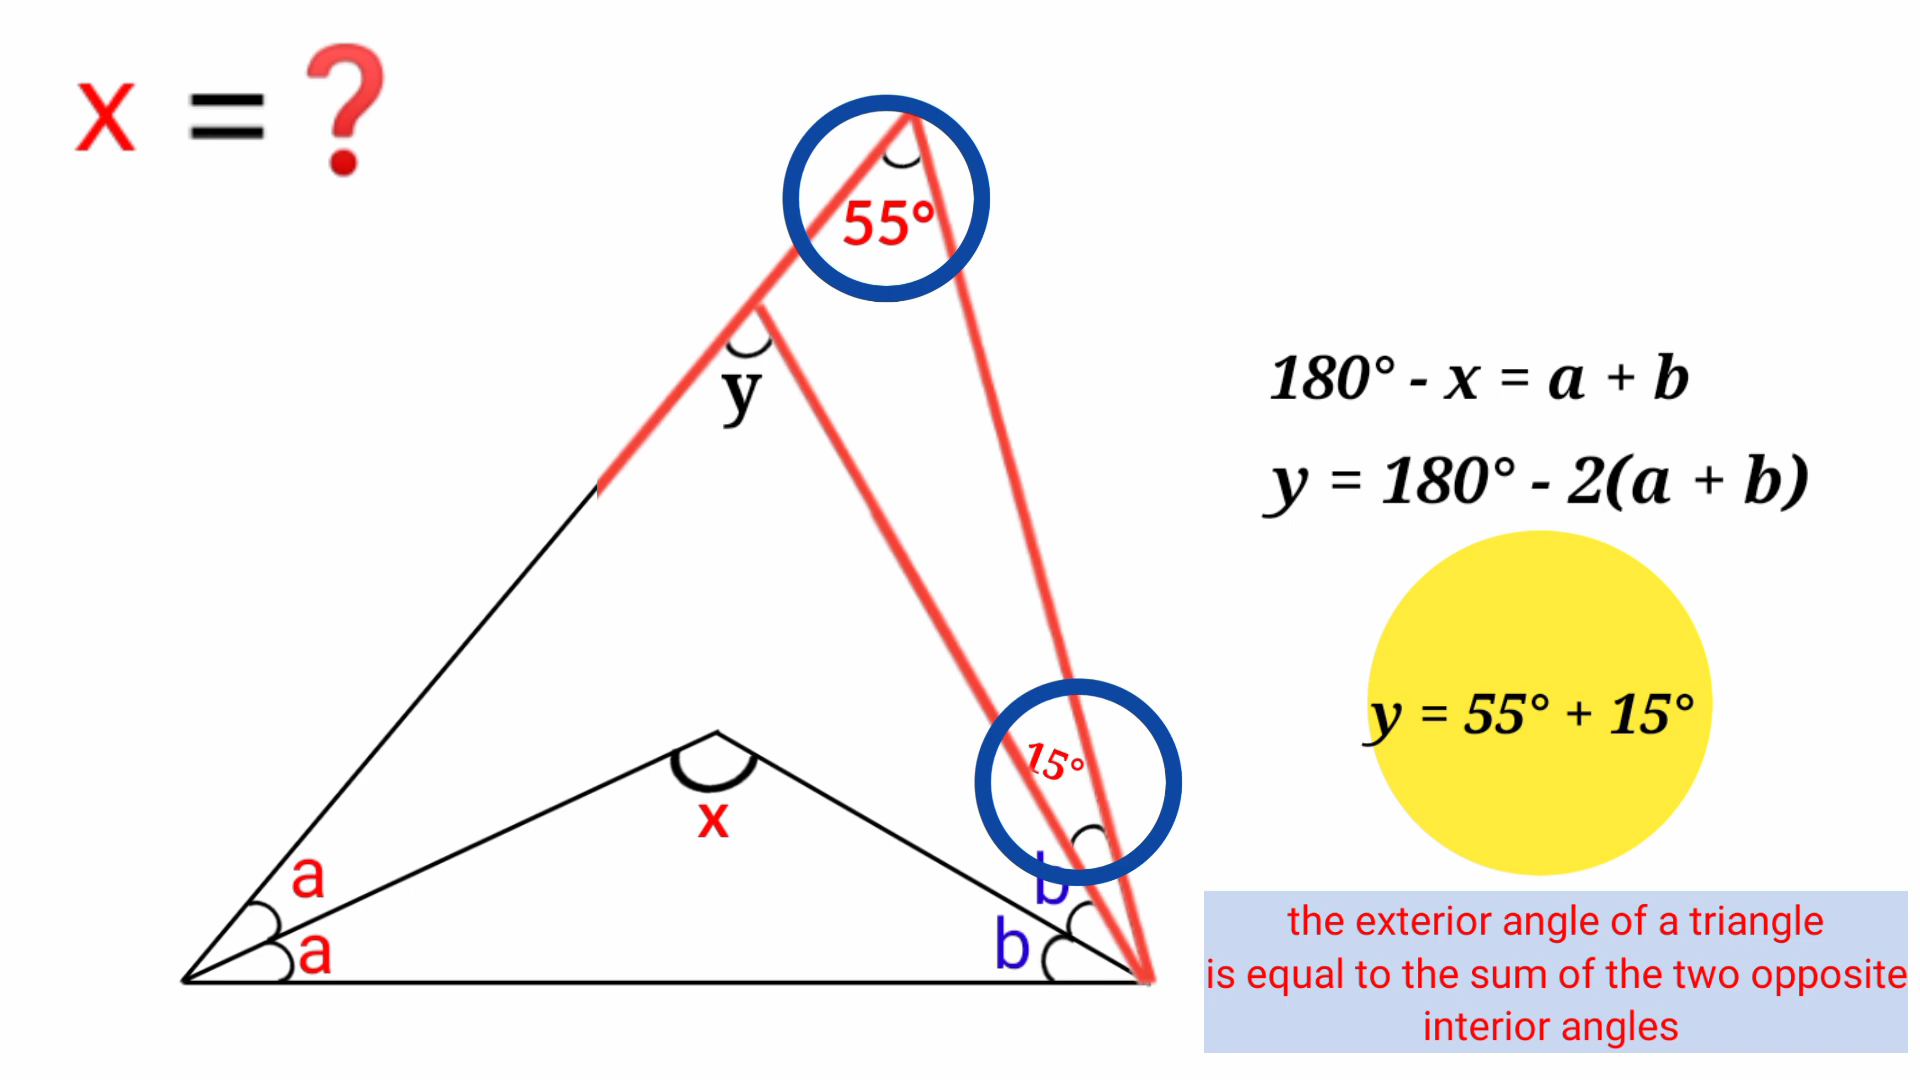 x = ?
55°
y
180° - x = a + b
y = 180° - 2(a + b)
y = 55° + 15°
15°
x
a
a
b
b
the exterior angle of a triangle
is equal to the sum of the two opposite
interior angles